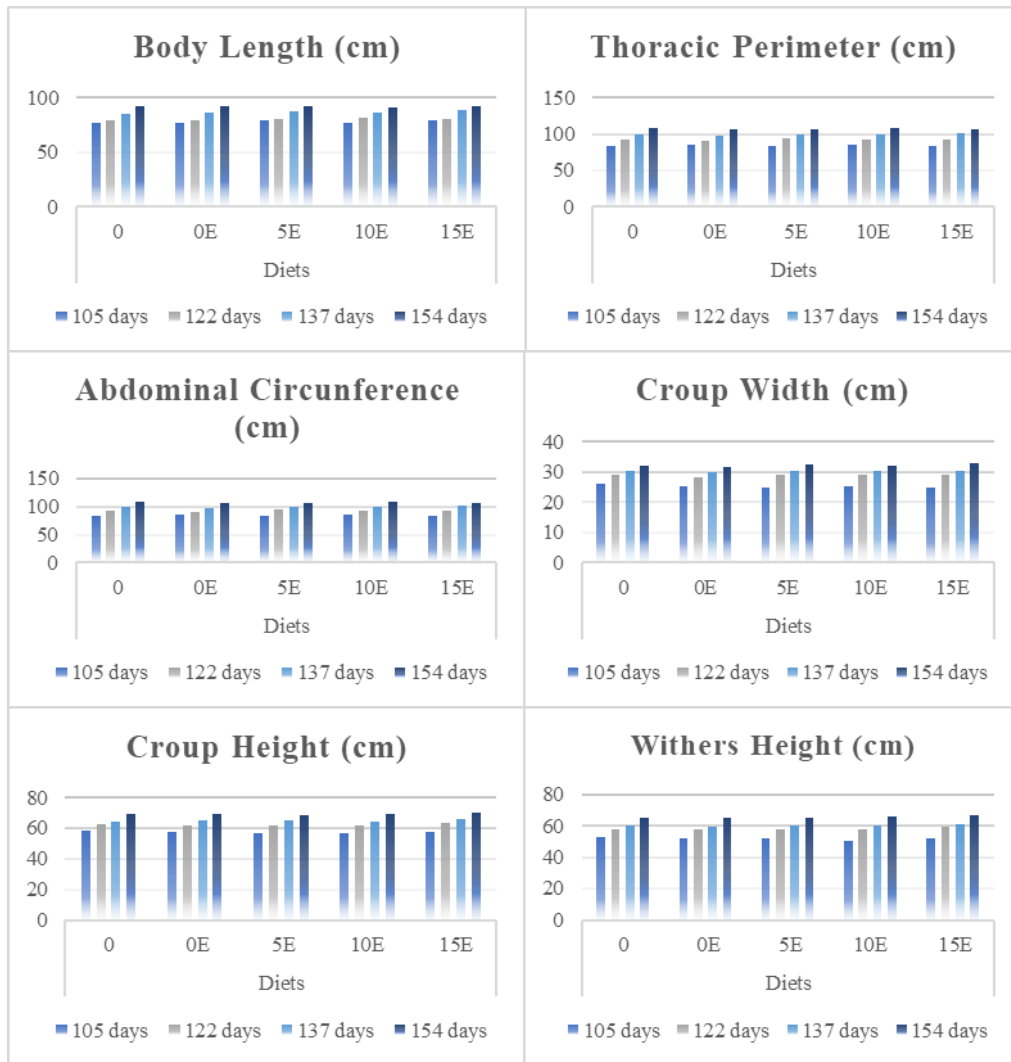 Body Length (cm)
100
50
0
0 0E 5E 10E 15E
Diets
105 days 122 days 137 days 154 days
Thoracic Perimeter (cm)
150
100
50
0
0 0E 5E 10E 15E
Diets
105 days 122 days 137 days 154 days
Abdominal Circunference
(cm)
150
100
50
0
0 0E 5E 10E 15E
Diets
105 days 122 days 137 days 154 days
Croup Width (cm)
40
30
20
10
0
0 0E 5E 10E 15E
Diets
105 days 122 days 137 days 154 days
Croup Height (cm)
80
60
40
20
0
0 0E 5E 10E 15E
Diets
105 days 122 days 137 days 154 days
Withers Height (cm)
80
60
40
20
0
0 0E 5E 10E 15E
Diets
105 days 122 days 137 days 154 days